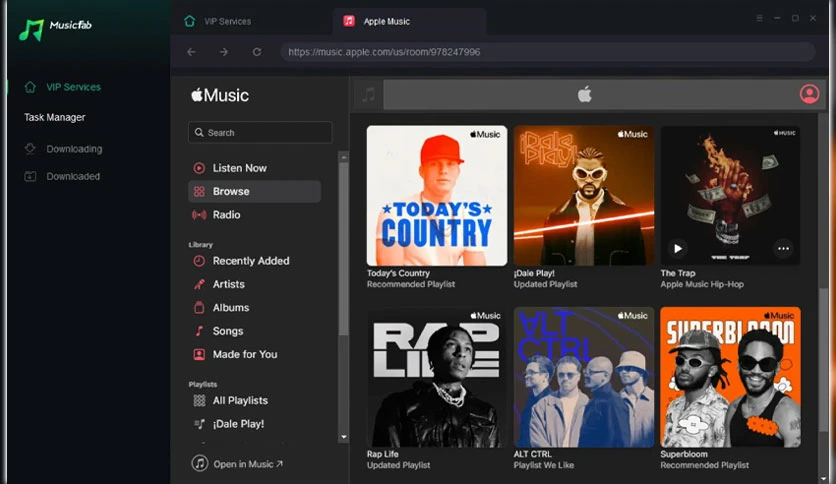 Musicfab
VIP Services
Task Manager
Downloading
Downloaded
VIP Services
Apple Music
https://music.apple.com/us/room/978247996
Music
Search
Listen Now
Browse
Radio
Library
Recently Added
Artists
Albums
Songs
Made for You
Playlists
All Playlists
¡Dale Play!
Open in Music
Music
TODAY'S
COUNTRY
Today's Country
Recommended Playlist
Music
¡Dale
Play!
¡Dale Play!
Updated Playlist
Music
THE TRAP
The Trap
Apple Music Hip-Hop
Music
RAP
LIFE
Rap Life
Updated Playlist
Music
ALT
CTRL
ALT CTRL
Playlist We Like
Music
SUPERBLOOM
Superbloom
Recommended Playlist